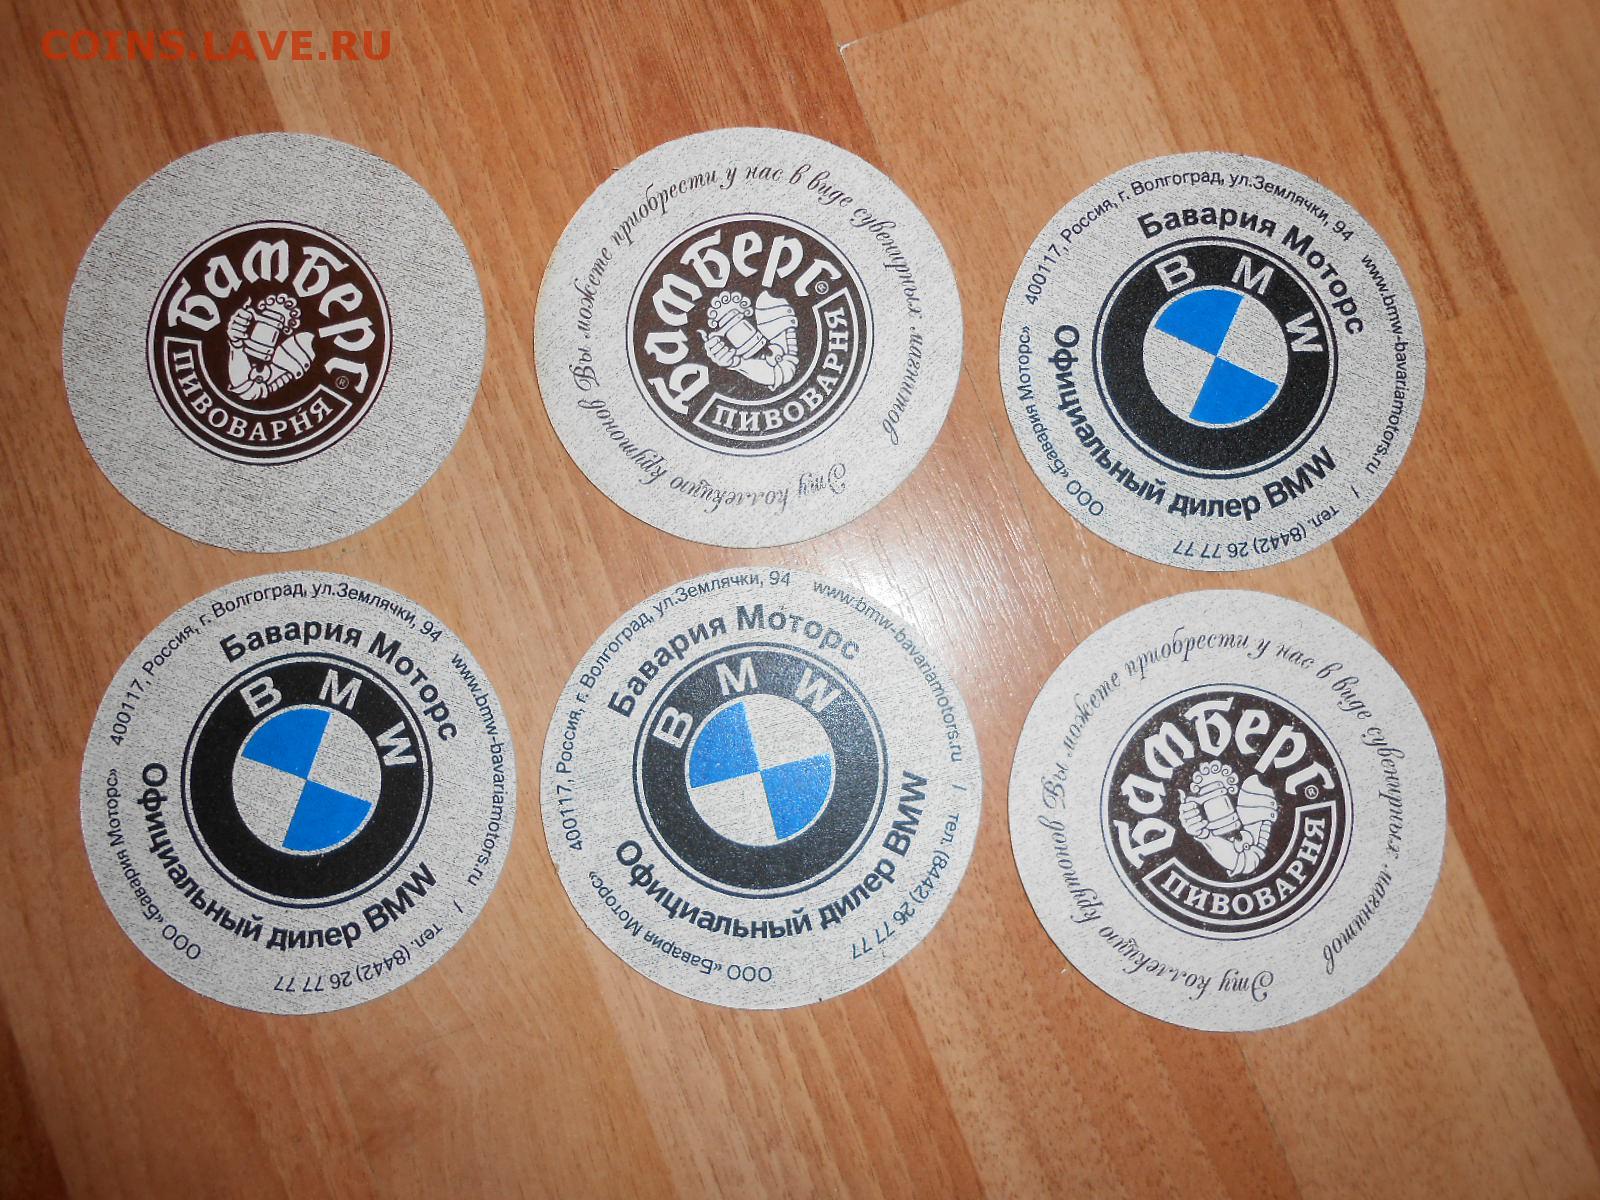 COINS.LAVE.RU
Бамберг®
ПИВОВАРНЯ
Эту коллекцию крутонов Вы можете приобрести у нас в виде сувенирных магнитов
Бамберг®
ПИВОВАРНЯ
ООО «Бавария Моторс» 400117, Россия, г. Волгоград, ул.Землячки, 94 www.bmw-bavariamotors.ru / тел. (8442) 26 77 77
Бавария Моторс
BMW
Официальный дилер BMW
ООО «Бавария Моторс» 400117, Россия, г. Волгоград, ул.Землячки, 94 www.bmw-bavariamotors.ru / тел. (8442) 26 77 77
Бавария Моторс
BMW
Официальный дилер BMW
ООО «Бавария Моторс» 400117, Россия, г. Волгоград, ул.Землячки, 94 www.bmw-bavariamotors.ru / тел. (8442) 26 77 77
Бавария Моторс
BMW
Официальный дилер BMW
Эту коллекцию крутонов Вы можете приобрести у нас в виде сувенирных магнитов
Бамберг®
ПИВОВАРНЯ